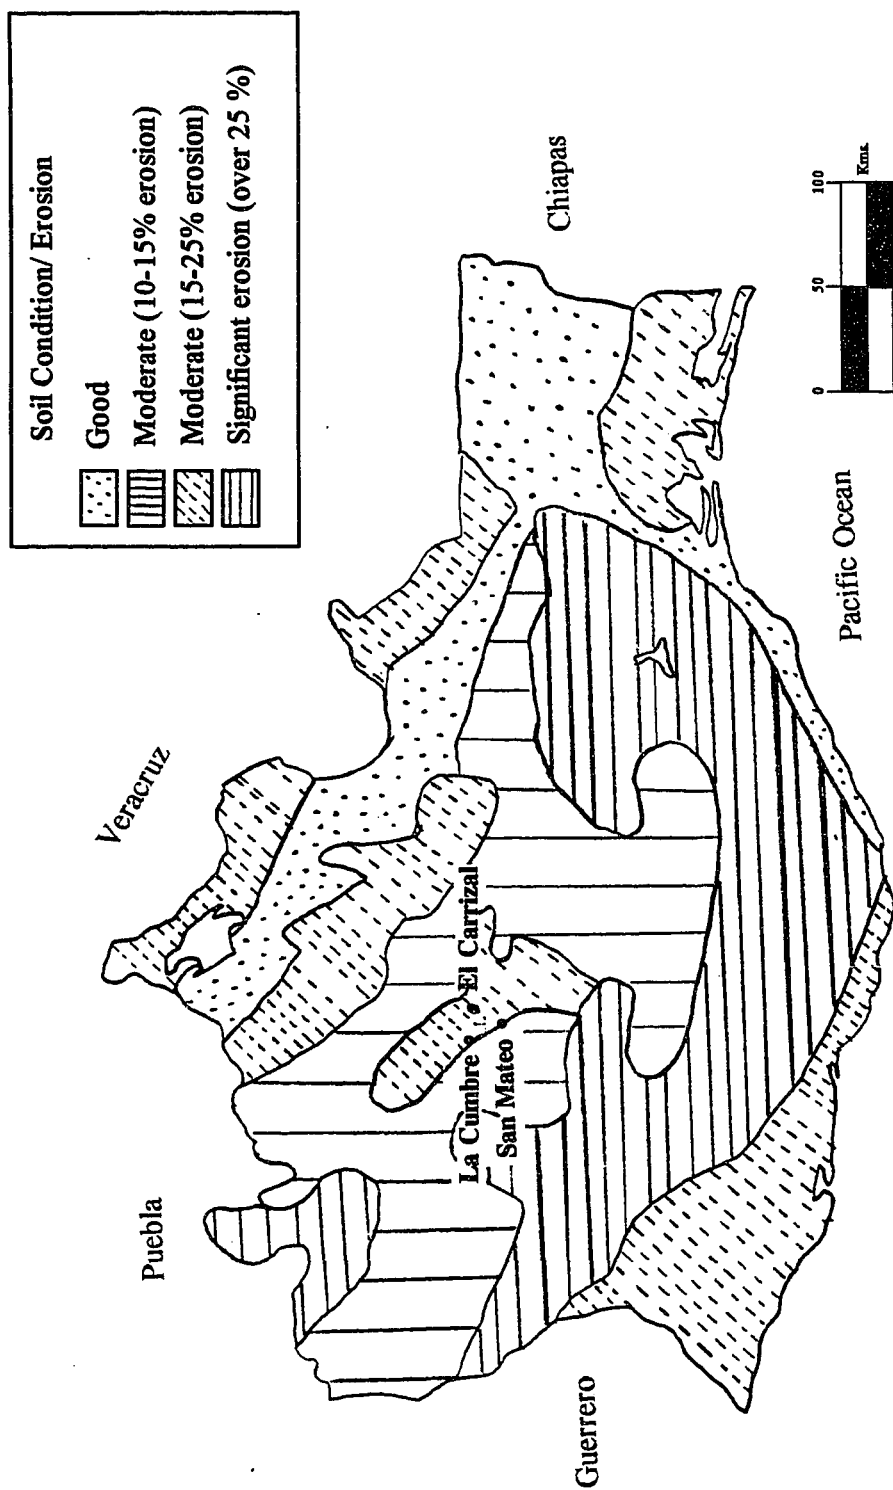 Soil Condition/ Erosion
Good
Moderate (10-15% erosion)
Moderate (15-25% erosion)
Significant erosion (over 25 %)
Puebla
Veracruz
La Cumbre
El Carrizal
San Mateo
Guerrero
Chiapas
Pacific Ocean
0 50 100
Kms.